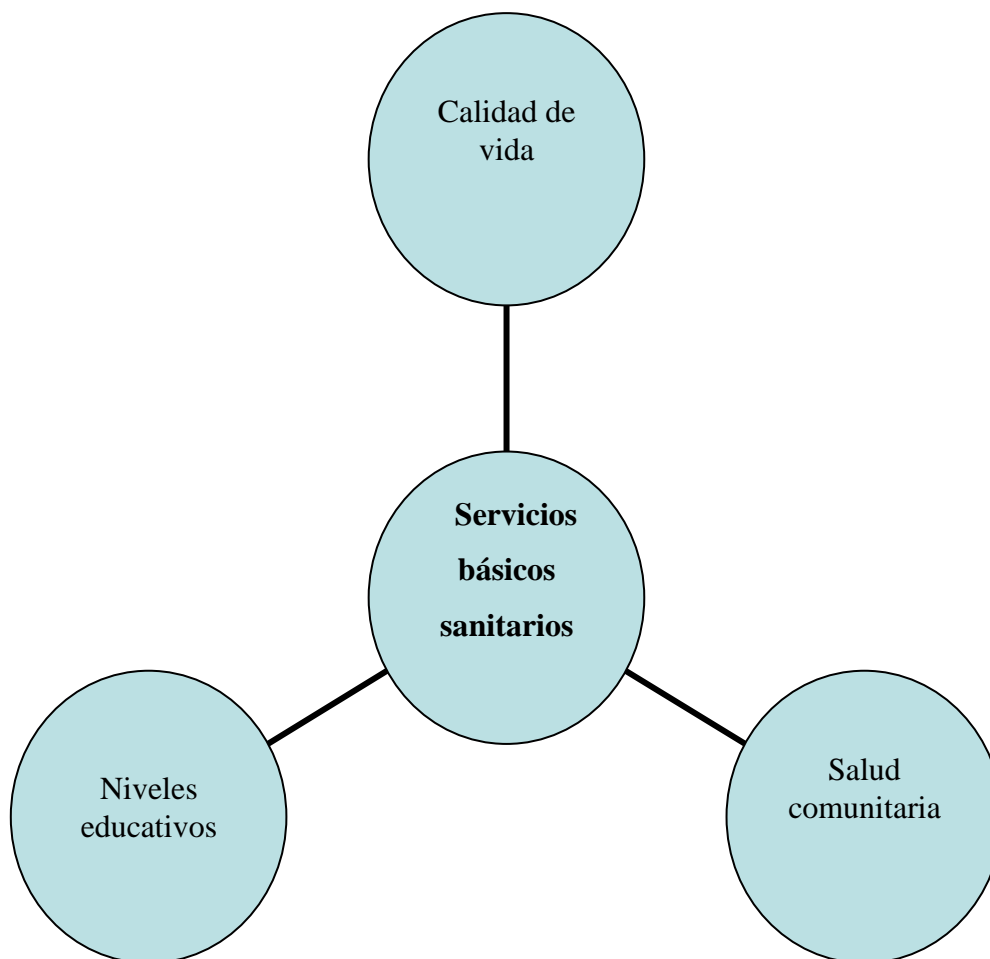 Calidad de
vida
Servicios
básicos
sanitarios
Niveles
educativos
Salud
comunitaria